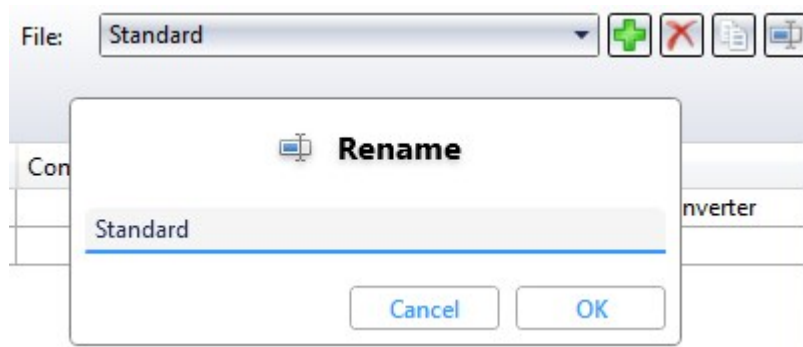 File: Standard
Rename
Con
nverter
Standard
Cancel OK